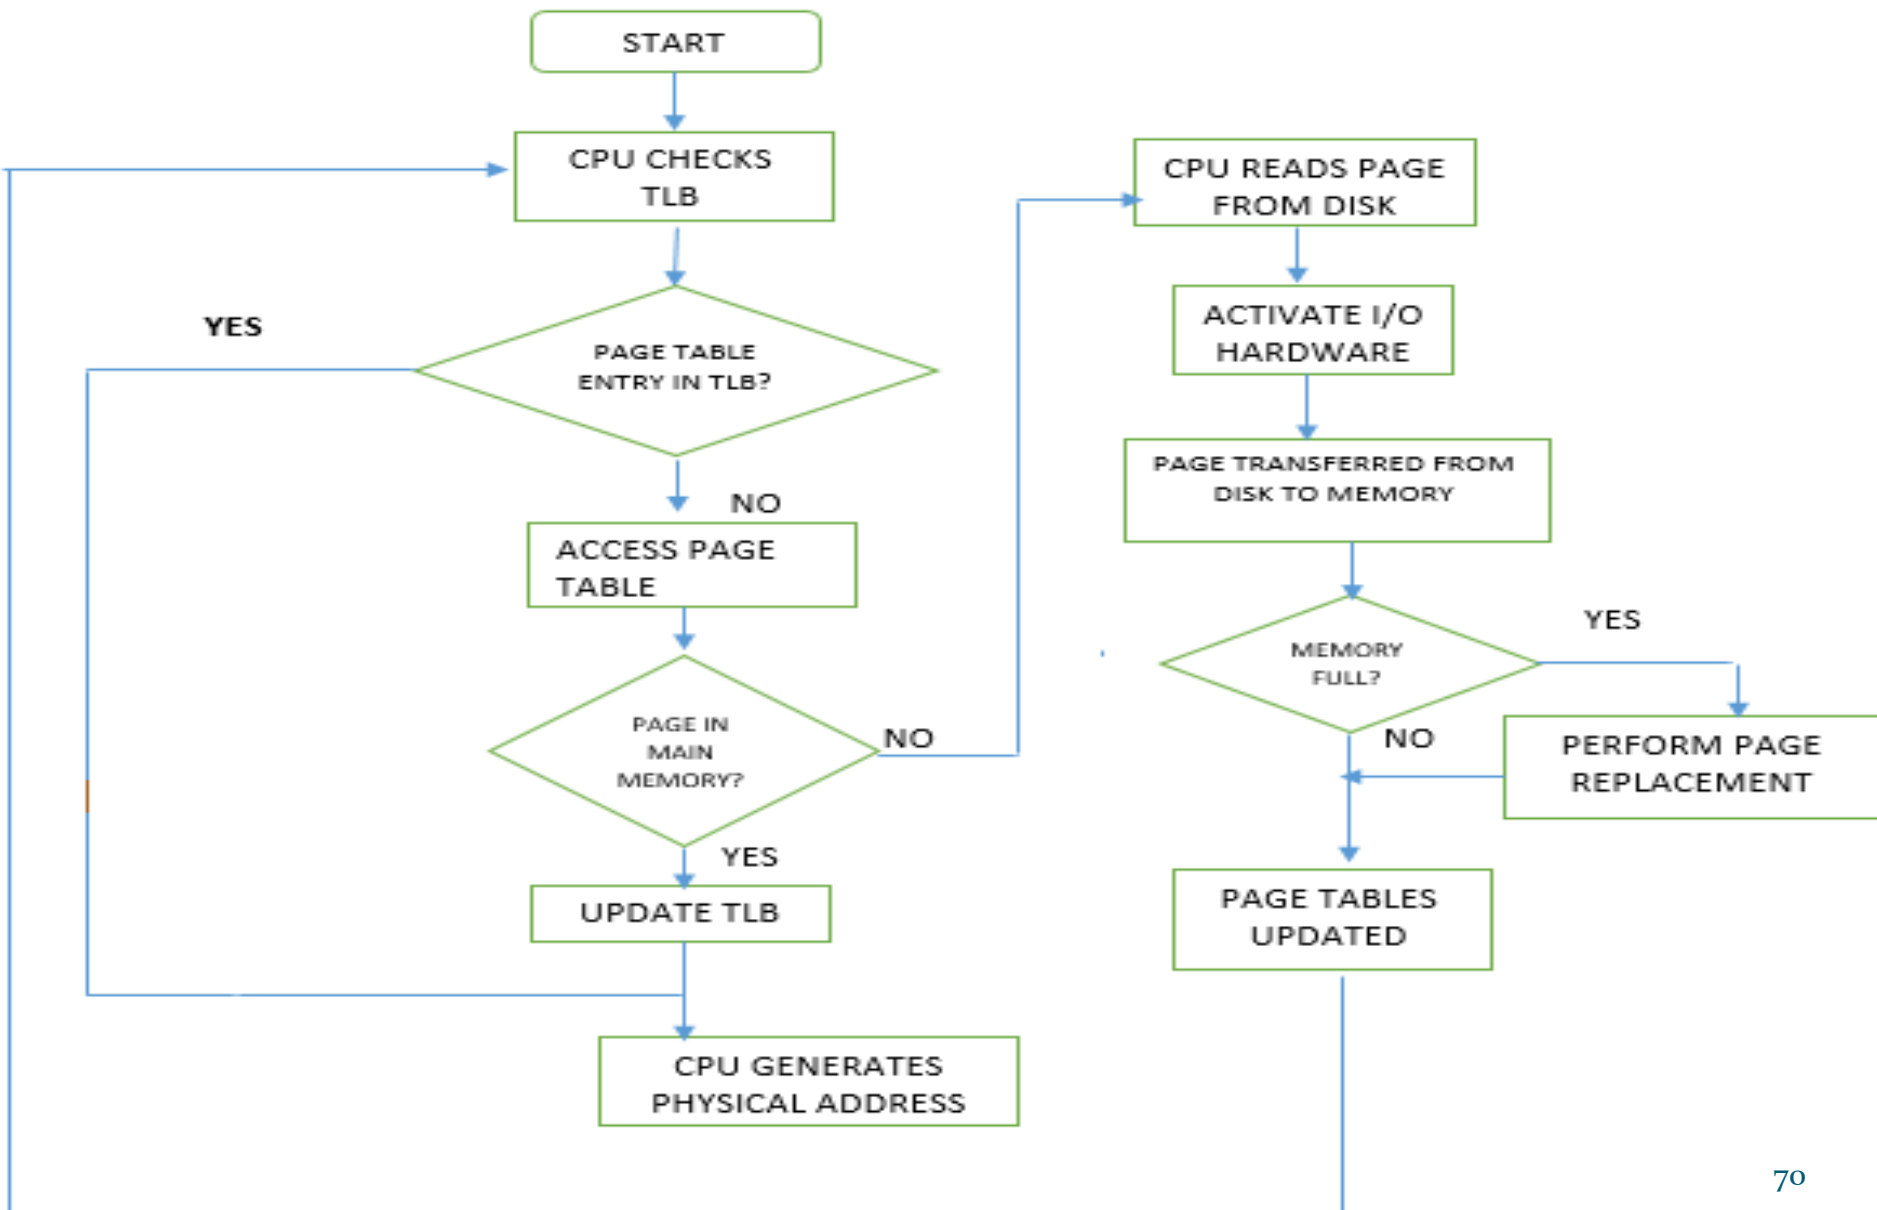 START
CPU CHECKS
TLB
YES
PAGE TABLE
ENTRY IN TLB?
NO
ACCESS PAGE
TABLE
PAGE IN
MAIN
MEMORY?
NO
YES
UPDATE TLB
CPU GENERATES
PHYSICAL ADDRESS
CPU READS PAGE
FROM DISK
ACTIVATE I/O
HARDWARE
PAGE TRANSFERRED FROM
DISK TO MEMORY
MEMORY
FULL?
YES
NO
PERFORM PAGE
REPLACEMENT
PAGE TABLES
UPDATED
70